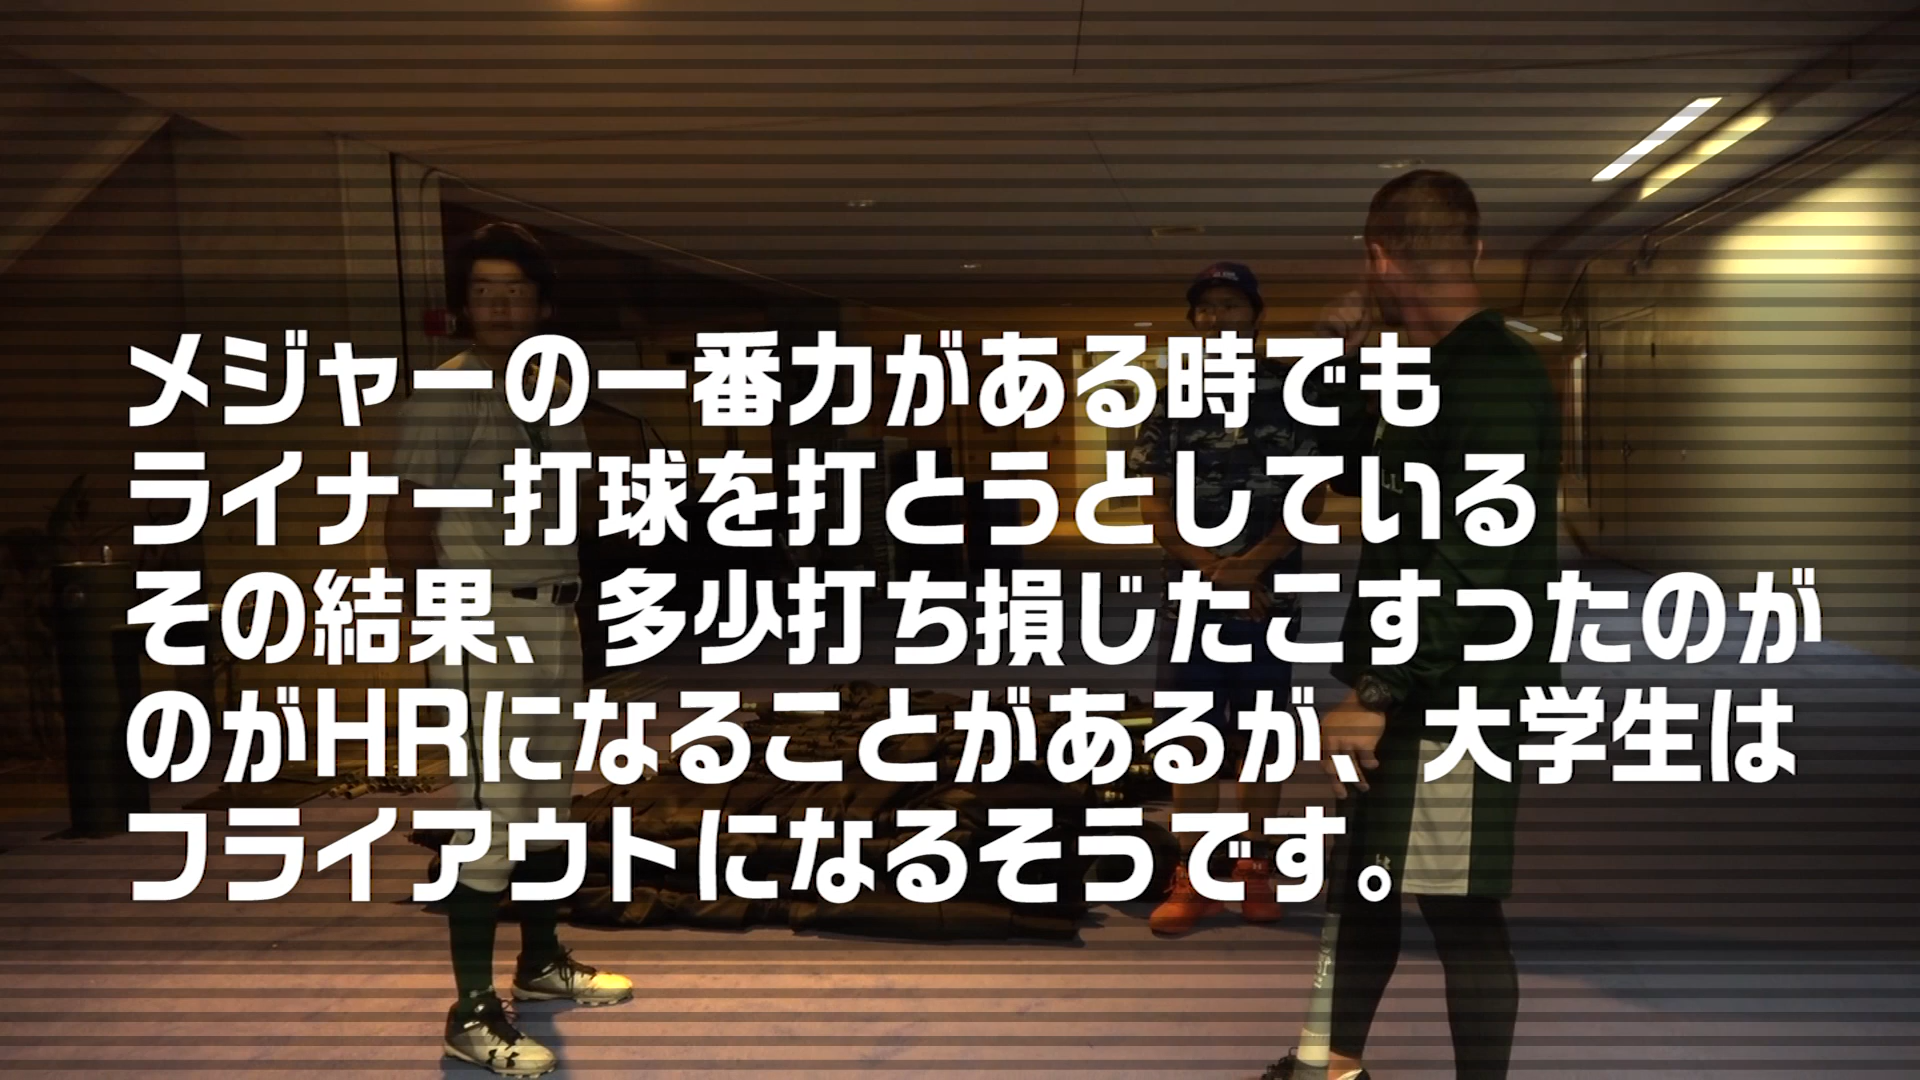 メジャーの一番力がある時でも
ライナー打球を打とうとしている
その結果、多少打ち損じたこすったのが
のがHRになることがあるが、大学生は
フライアウトになるそうです。